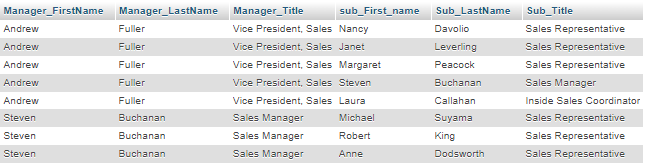 Manager_FirstName Manager_LastName Manager_Title sub_First_name Sub_LastName Sub_Title
Andrew Fuller Vice President, Sales Nancy Davolio Sales Representative
Andrew Fuller Vice President, Sales Janet Leverling Sales Representative
Andrew Fuller Vice President, Sales Margaret Peacock Sales Representative
Andrew Fuller Vice President, Sales Steven Buchanan Sales Manager
Andrew Fuller Vice President, Sales Laura Callahan Inside Sales Coordinator
Steven Buchanan Sales Manager Michael Suyama Sales Representative
Steven Buchanan Sales Manager Robert King Sales Representative
Steven Buchanan Sales Manager Anne Dodsworth Sales Representative